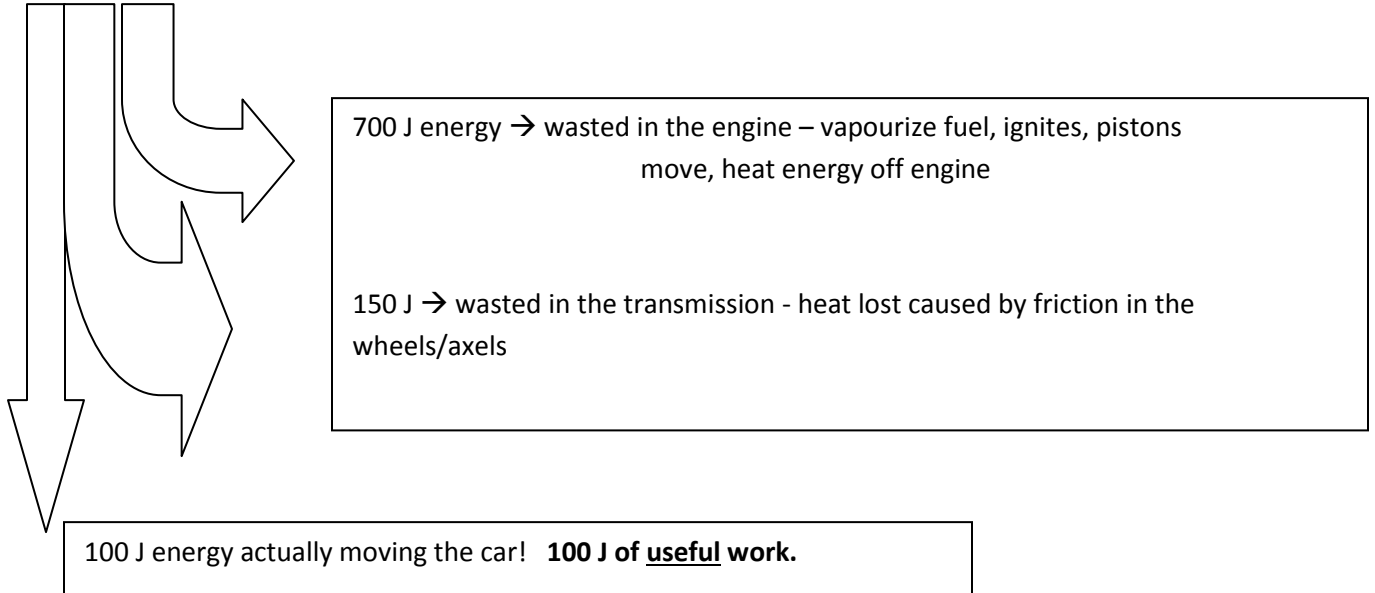 700 J energy → wasted in the engine – vapourize fuel, ignites, pistons
move, heat energy off engine
150 J → wasted in the transmission - heat lost caused by friction in the
wheels/axels
100 J energy actually moving the car! 100 J of useful work.